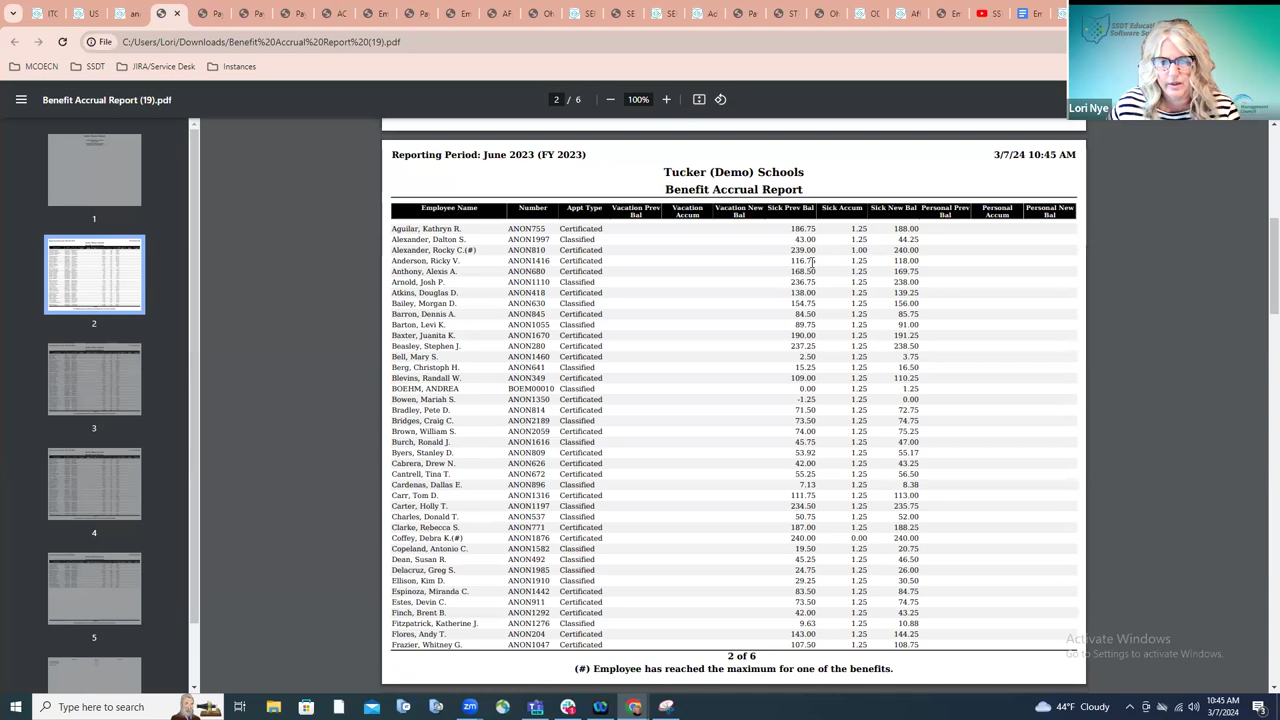 SS
Em
C:/Users/Lori/Downloads/Benefit%20Accrual%20Report%20(19).pdf
File
MCOECN
SSDT
JIRA/Service Desk
Instances
SSDT Educati
Software So
Lori Nye
Management
Council
Benefit Accrual Report (19).pdf
2 / 6
100%
1
2
3
4
5
Reporting Period: June 2023 (FY 2023)
3/7/24 10:45 AM
Tucker (Demo) Schools
Benefit Accrual Report
Employee Name Number Appt Type Vacation Prev Bal Vacation Accum Vacation New Bal Sick Prev Bal Sick Accum Sick New Bal Personal Prev Bal Personal Accum Personal New Bal
Aguilar, Kathryn R. ANON755 Certificated 186.75 1.25 188.00
Alexander, Dalton S. ANON1997 Classified 43.00 1.25 44.25
Alexander, Rocky C.(#) ANON810 Certificated 239.00 1.00 240.00
Anderson, Ricky V. ANON1416 Certificated 116.75 1.25 118.00
Anthony, Alexis A. ANON680 Certificated 168.50 1.25 169.75
Arnold, Josh P. ANON1110 Classified 236.75 1.25 238.00
Atkins, Douglas D. ANON418 Certificated 138.00 1.25 139.25
Bailey, Morgan D. ANON630 Classified 154.75 1.25 156.00
Barron, Dennis A. ANON845 Certificated 84.50 1.25 85.75
Barton, Levi K. ANON1055 Classified 89.75 1.25 91.00
Baxter, Juanita K. ANON1670 Certificated 190.00 1.25 191.25
Beasley, Stephen J. ANON280 Certificated 237.25 1.25 238.50
Bell, Mary S. ANON1460 Certificated 2.50 1.25 3.75
Berg, Christoph H. ANON641 Classified 15.25 1.25 16.50
Blevins, Randall W. ANON349 Certificated 109.00 1.25 110.25
BOEHM, ANDREA BOEM00010 Classified 0.00 1.25 1.25
Bowen, Mariah S. ANON1350 Certificated -1.25 1.25 0.00
Bradley, Pete D. ANON814 Certificated 71.50 1.25 72.75
Bridges, Craig C. ANON2189 Classified 73.50 1.25 74.75
Brown, William S. ANON2059 Certificated 74.00 1.25 75.25
Burch, Ronald J. ANON1616 Classified 45.75 1.25 47.00
Byers, Stanley D. ANON809 Certificated 53.92 1.25 55.17
Cabrera, Drew N. ANON626 Certificated 42.00 1.25 43.25
Cantrell, Tina T. ANON672 Certificated 55.25 1.25 56.50
Cardenas, Dallas E. ANON896 Classified 7.13 1.25 8.38
Carr, Tom D. ANON1316 Certificated 111.75 1.25 113.00
Carter, Holly T. ANON1197 Classified 234.50 1.25 235.75
Charles, Donald T. ANON537 Classified 50.75 1.25 52.00
Clarke, Rebecca S. ANON771 Certificated 187.00 1.25 188.25
Coffey, Debra K.(#) ANON1876 Certificated 240.00 0.00 240.00
Copeland, Antonio C. ANON1582 Classified 19.50 1.25 20.75
Dean, Susan R. ANON492 Classified 45.25 1.25 46.50
Delacruz, Greg S. ANON1985 Classified 24.75 1.25 26.00
Ellison, Kim D. ANON1910 Classified 29.25 1.25 30.50
Espinoza, Miranda C. ANON1442 Certificated 83.50 1.25 84.75
Estes, Devin C. ANON911 Certificated 73.50 1.25 74.75
Finch, Brent B. ANON1292 Certificated 42.00 1.25 43.25
Fitzpatrick, Katherine J. ANON1276 Classified 9.63 1.25 10.88
Flores, Andy T. ANON204 Certificated 143.00 1.25 144.25
Frazier, Whitney G. ANON1047 Certificated 107.50 1.25 108.75
2 of 6
(#) Employee has reached the maximum for one of the benefits.
Activate Windows
Go to Settings to activate Windows.
Type here to search
zm
44°F Cloudy
10:45 AM
3/7/2024
3